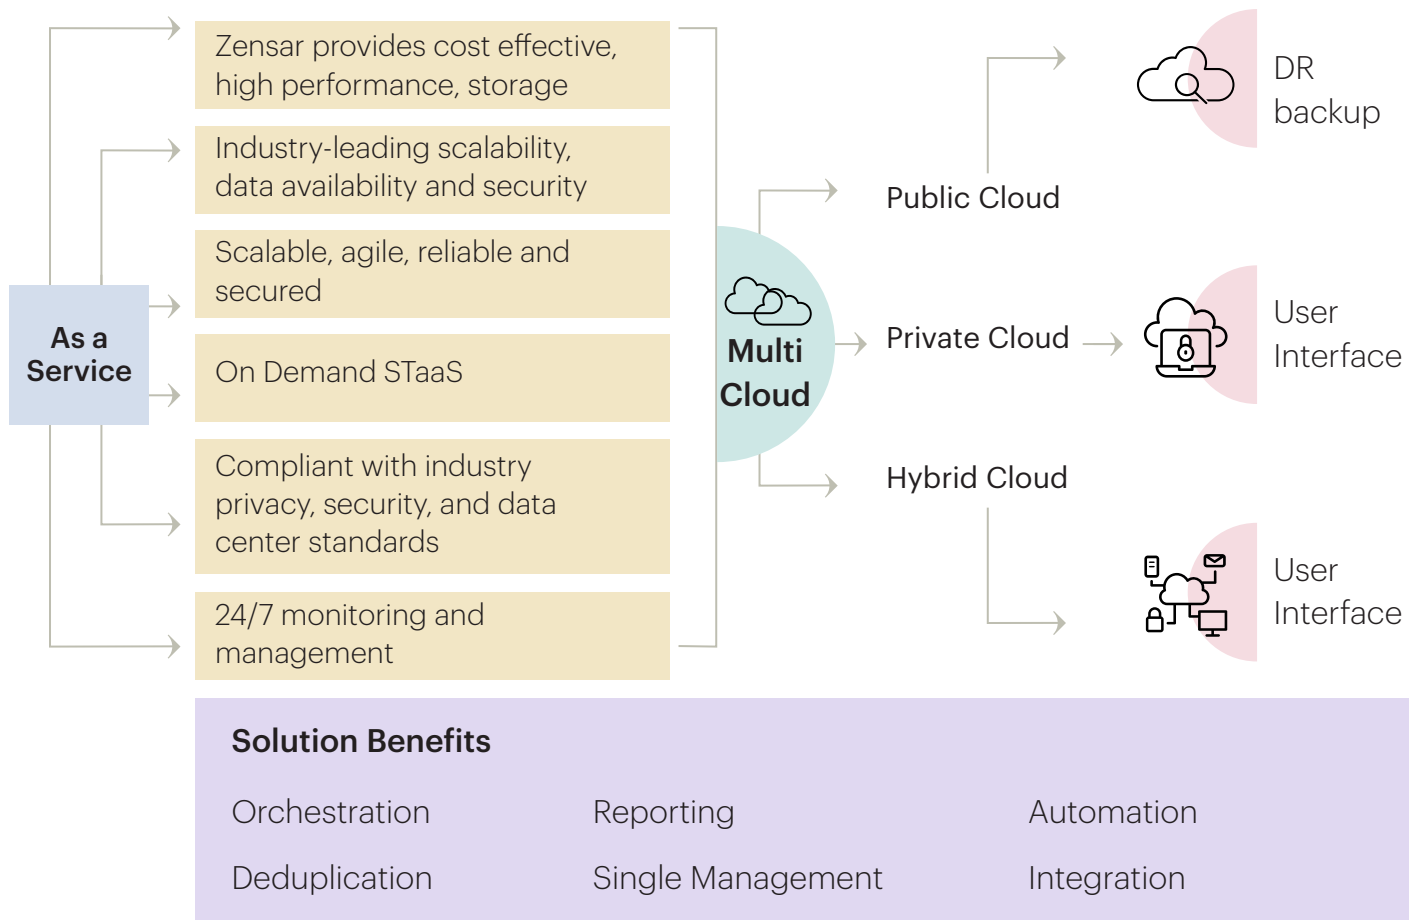 As a
Service
Zensar provides cost effective,
high performance, storage
Industry-leading scalability,
data availability and security
Scalable, agile, reliable and
secured
On Demand STaaS
Compliant with industry
privacy, security, and data
center standards
24/7 monitoring and
management
Multi
Cloud
Public Cloud
Private Cloud
Hybrid Cloud
DR
backup
User
Interface
User
Interface
Solution Benefits
Orchestration
Reporting
Automation
Deduplication
Single Management
Integration